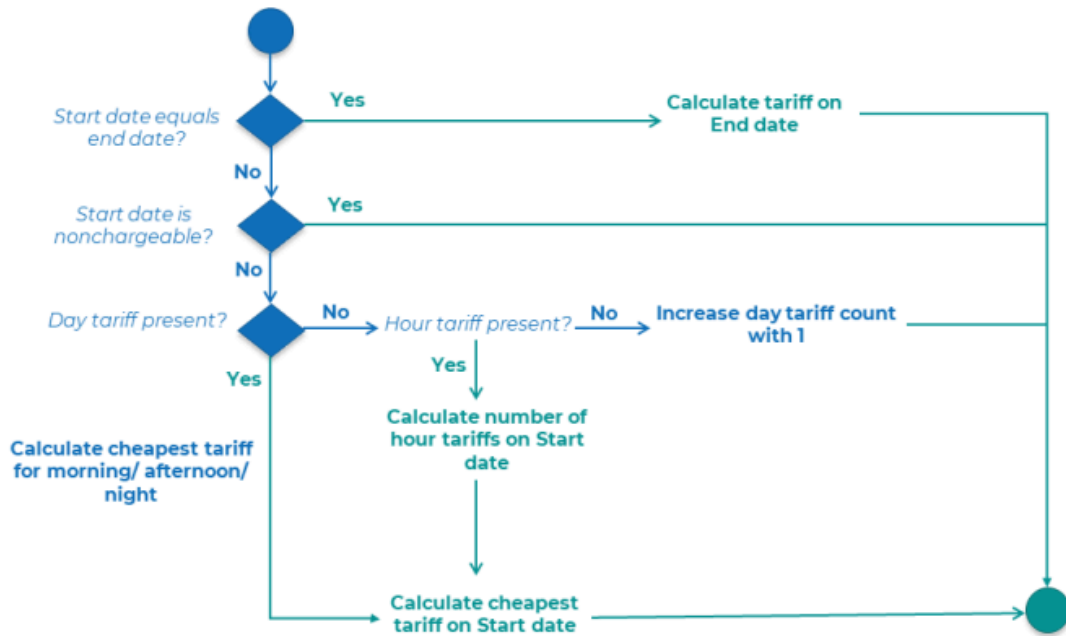 Yes
Start date equals
end date?
Calculate tariff on
End date
No
Start date is
nonchargeable?
Yes
No
Day tariff present?
No
Hour tariff present?
No
Increase day tariff count
with 1
Yes
Yes
Calculate cheapest tariff
for morning/ afternoon/
night
Calculate number of
hour tariffs on Start
date
Calculate cheapest
tariff on Start date